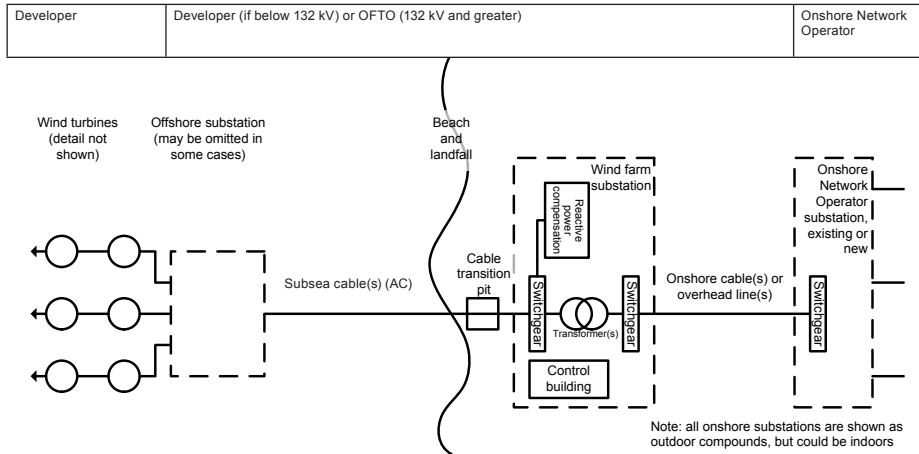 Developer
Developer (if below 132 kV) or OFTO (132 kV and greater)
Onshore Network
Operator
Wind turbines
(detail not
shown)
Offshore substation
(may be omitted in
some cases)
Beach
and
landfall
Wind farm
substation
Onshore
Network
Operator
substation,
existing or
new
Reactive
power
compensation
Subsea cable(s) (AC)
Cable
transition
pit
Switchgear
Transformer(s)
Switchgear
Onshore cable(s) or
overhead line(s)
Switchgear
Control
building
Note: all onshore substations are shown as
outdoor compounds, but could be indoors